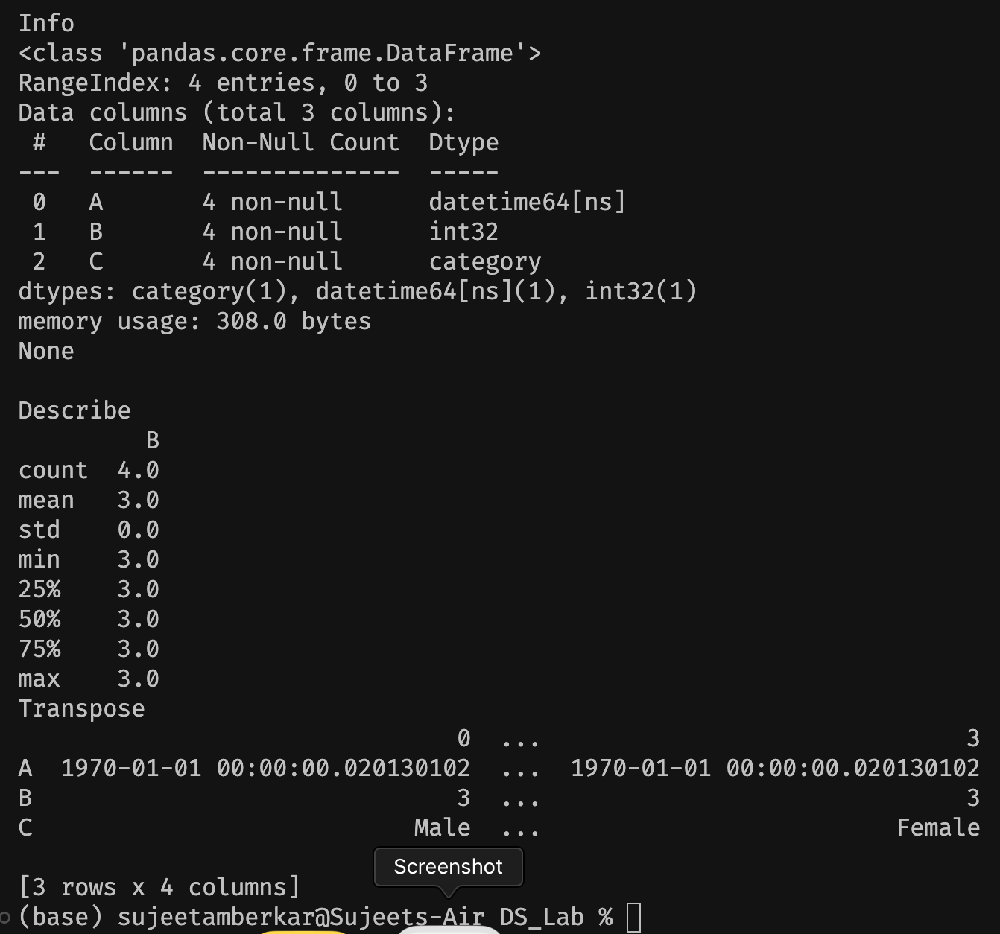 Info
<class 'pandas.core.frame.DataFrame'>
RangeIndex: 4 entries, 0 to 3
Data columns (total 3 columns):
 #   Column  Non-Null Count  Dtype
---  ------  --------------  -----
 0   A       4 non-null      datetime64[ns]
 1   B       4 non-null      int32
 2   C       4 non-null      category
dtypes: category(1), datetime64[ns](1), int32(1)
memory usage: 308.0 bytes
None

Describe
         B
count  4.0
mean   3.0
std    0.0
min    3.0
25%    3.0
50%    3.0
75%    3.0
max    3.0
Transpose
                               0  ...                              3
A  1970-01-01 00:00:00.020130102  ...  1970-01-01 00:00:00.020130102
B                              3  ...                              3
C                           Male  ...                         Female
Screenshot
[3 rows x 4 columns]
(base) sujeetamberkar@Sujeets-Air DS_Lab %